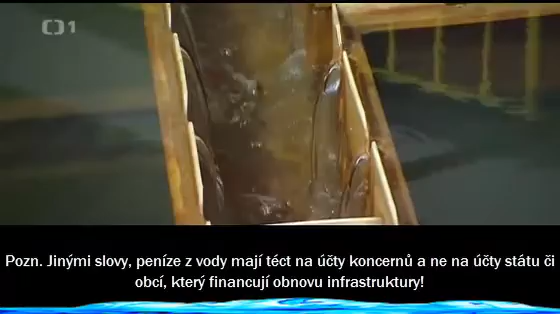 ČT1
Pozn. Jinými slovy, peníze z vody mají téct na účty koncernů a ne na účty státu či
obcí, který financují obnovu infrastruktury!